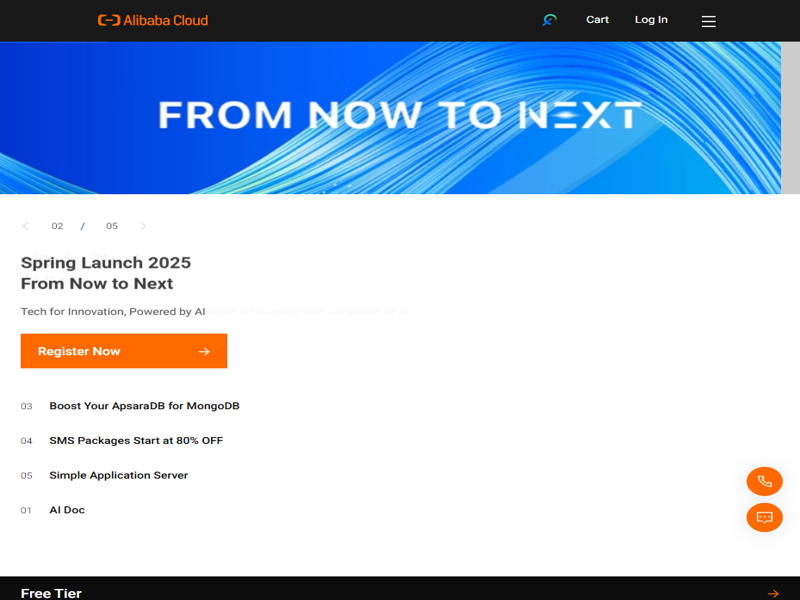 Alibaba Cloud
Cart
Log In
FROM NOW TO NEXT
02 / 05
Spring Launch 2025
From Now to Next
Tech for Innovation, Powered by AI
Register Now
03 Boost Your ApsaraDB for MongoDB
04 SMS Packages Start at 80% OFF
05 Simple Application Server
01 AI Doc
Free Tier